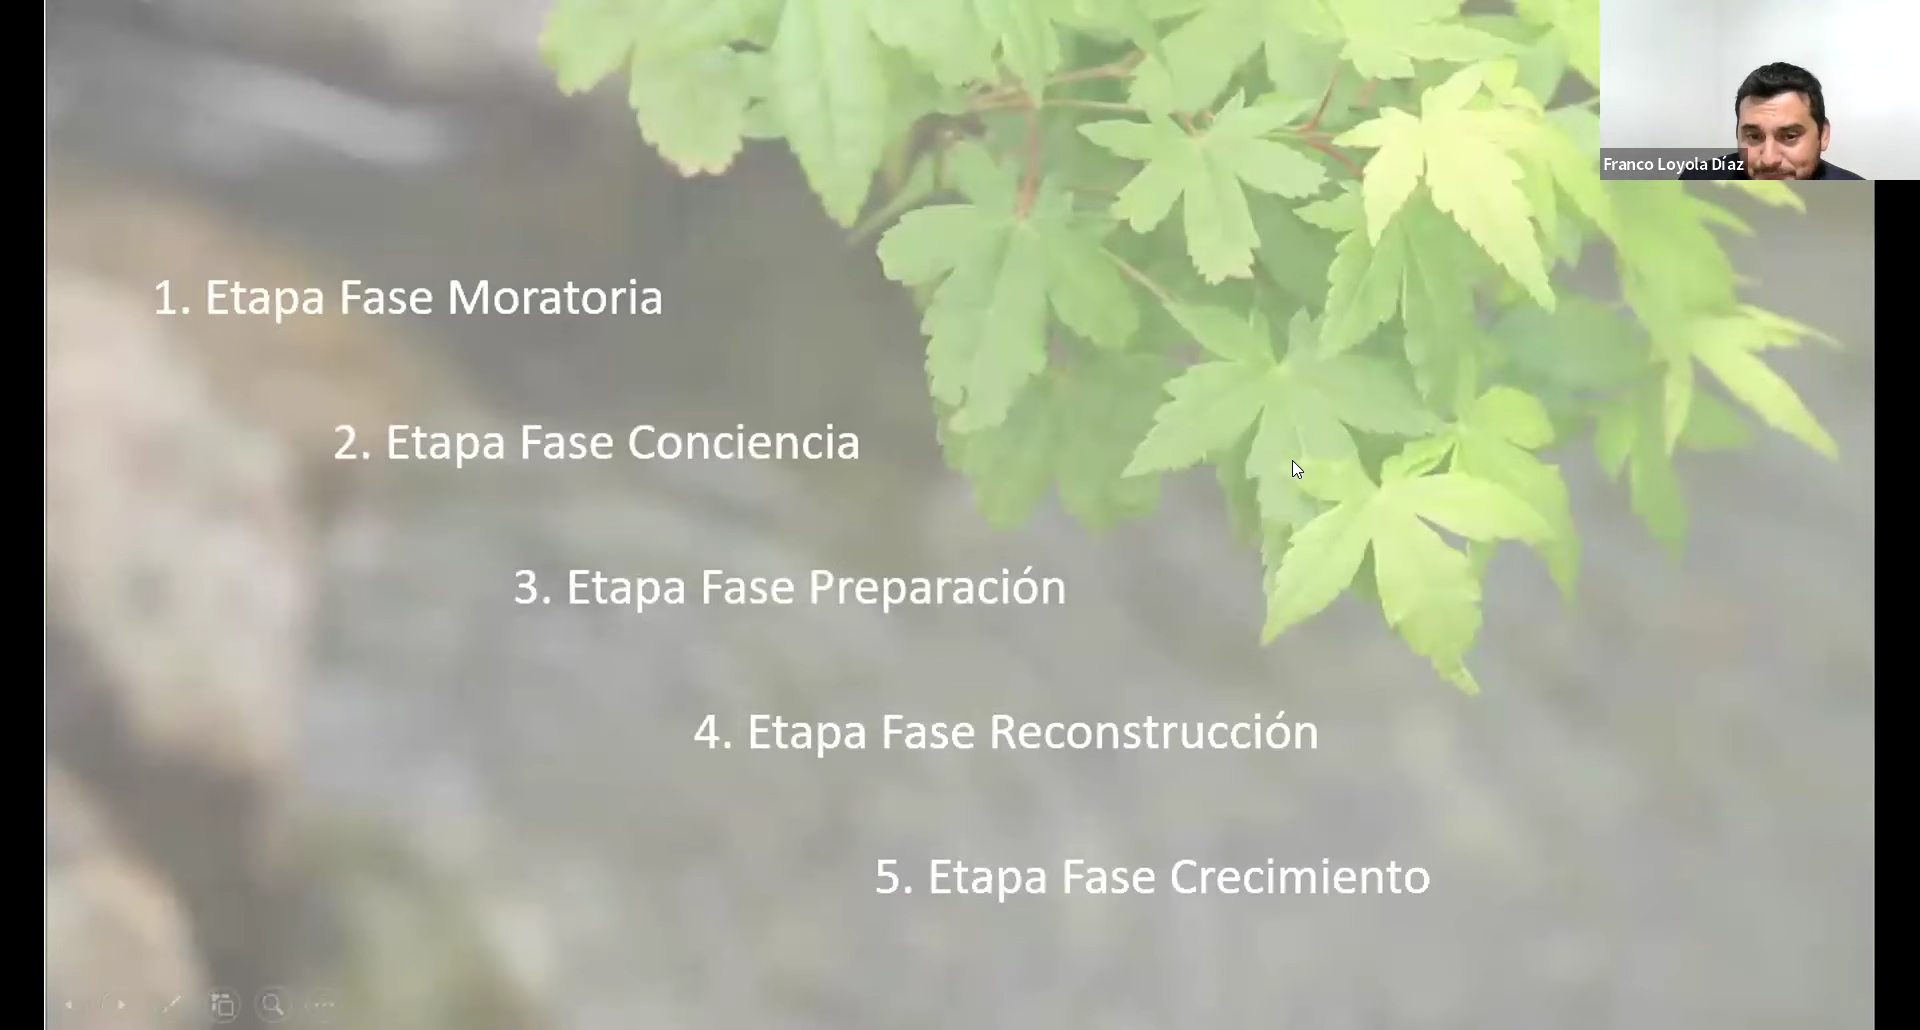 Franco Loyola Díaz
1. Etapa Fase Moratoria
2. Etapa Fase Conciencia
3. Etapa Fase Preparación
4. Etapa Fase Reconstrucción
5. Etapa Fase Crecimiento